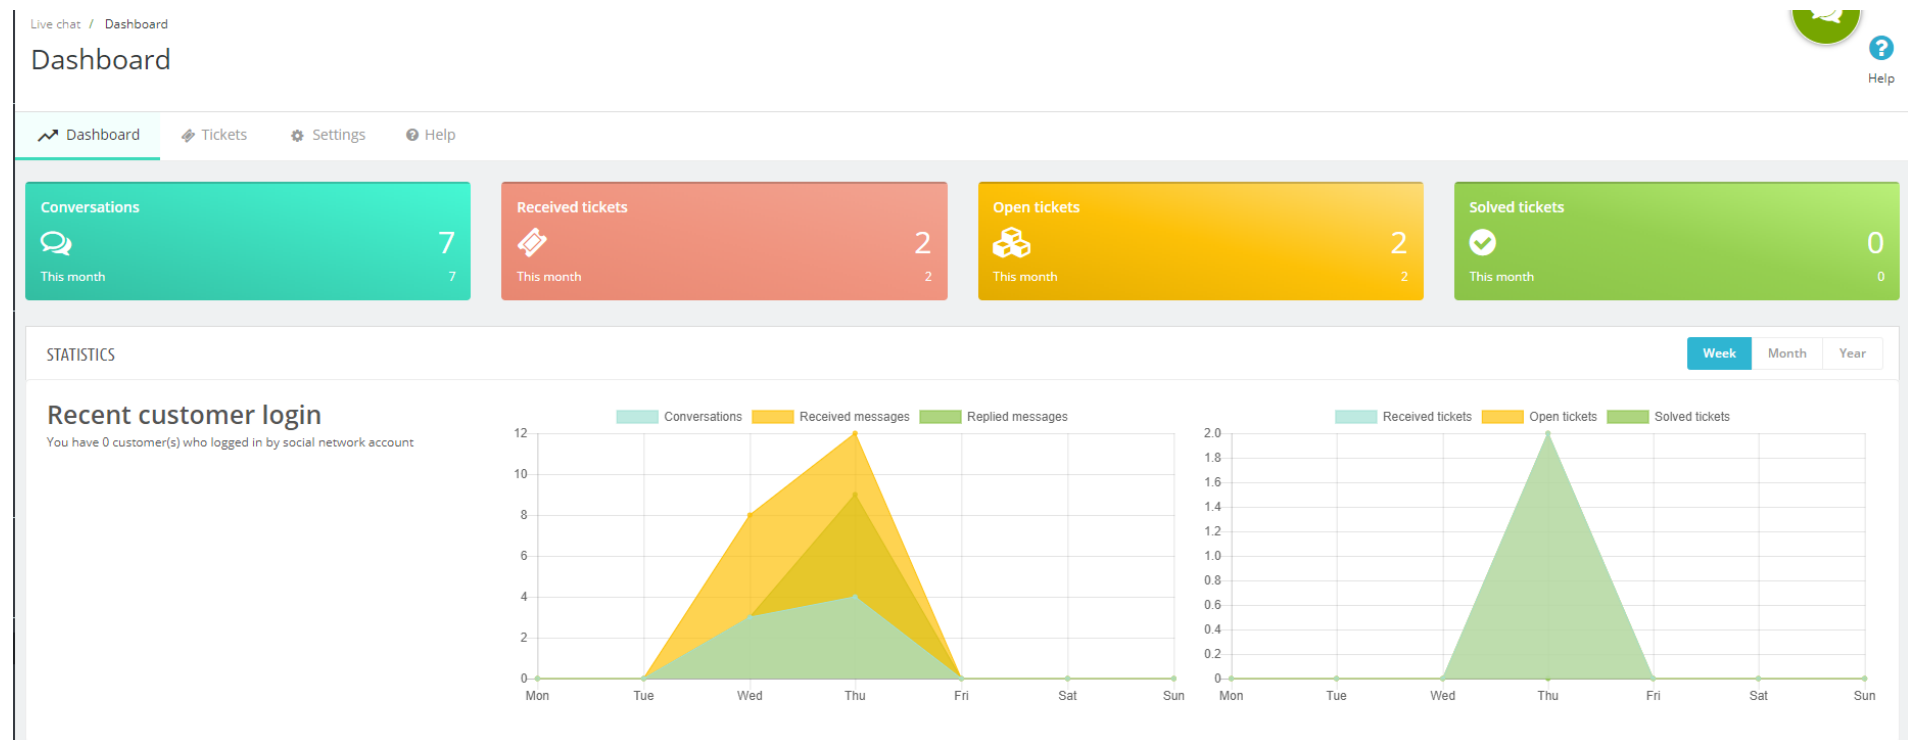 Live chat / Dashboard
Dashboard
Help
Dashboard Tickets Settings Help
Conversations
7
This month 7
Received tickets
2
This month 2
Open tickets
2
This month 2
Solved tickets
0
This month 0
STATISTICS
Week Month Year
Recent customer login
You have 0 customer(s) who logged in by social network account
Conversations Received messages Replied messages
12
10
8
6
4
2
0
Mon Tue Wed Thu Fri Sat Sun
Received tickets Open tickets Solved tickets
2.0
1.8
1.6
1.4
1.2
1.0
0.8
0.6
0.4
0.2
0
Mon Tue Wed Thu Fri Sat Sun